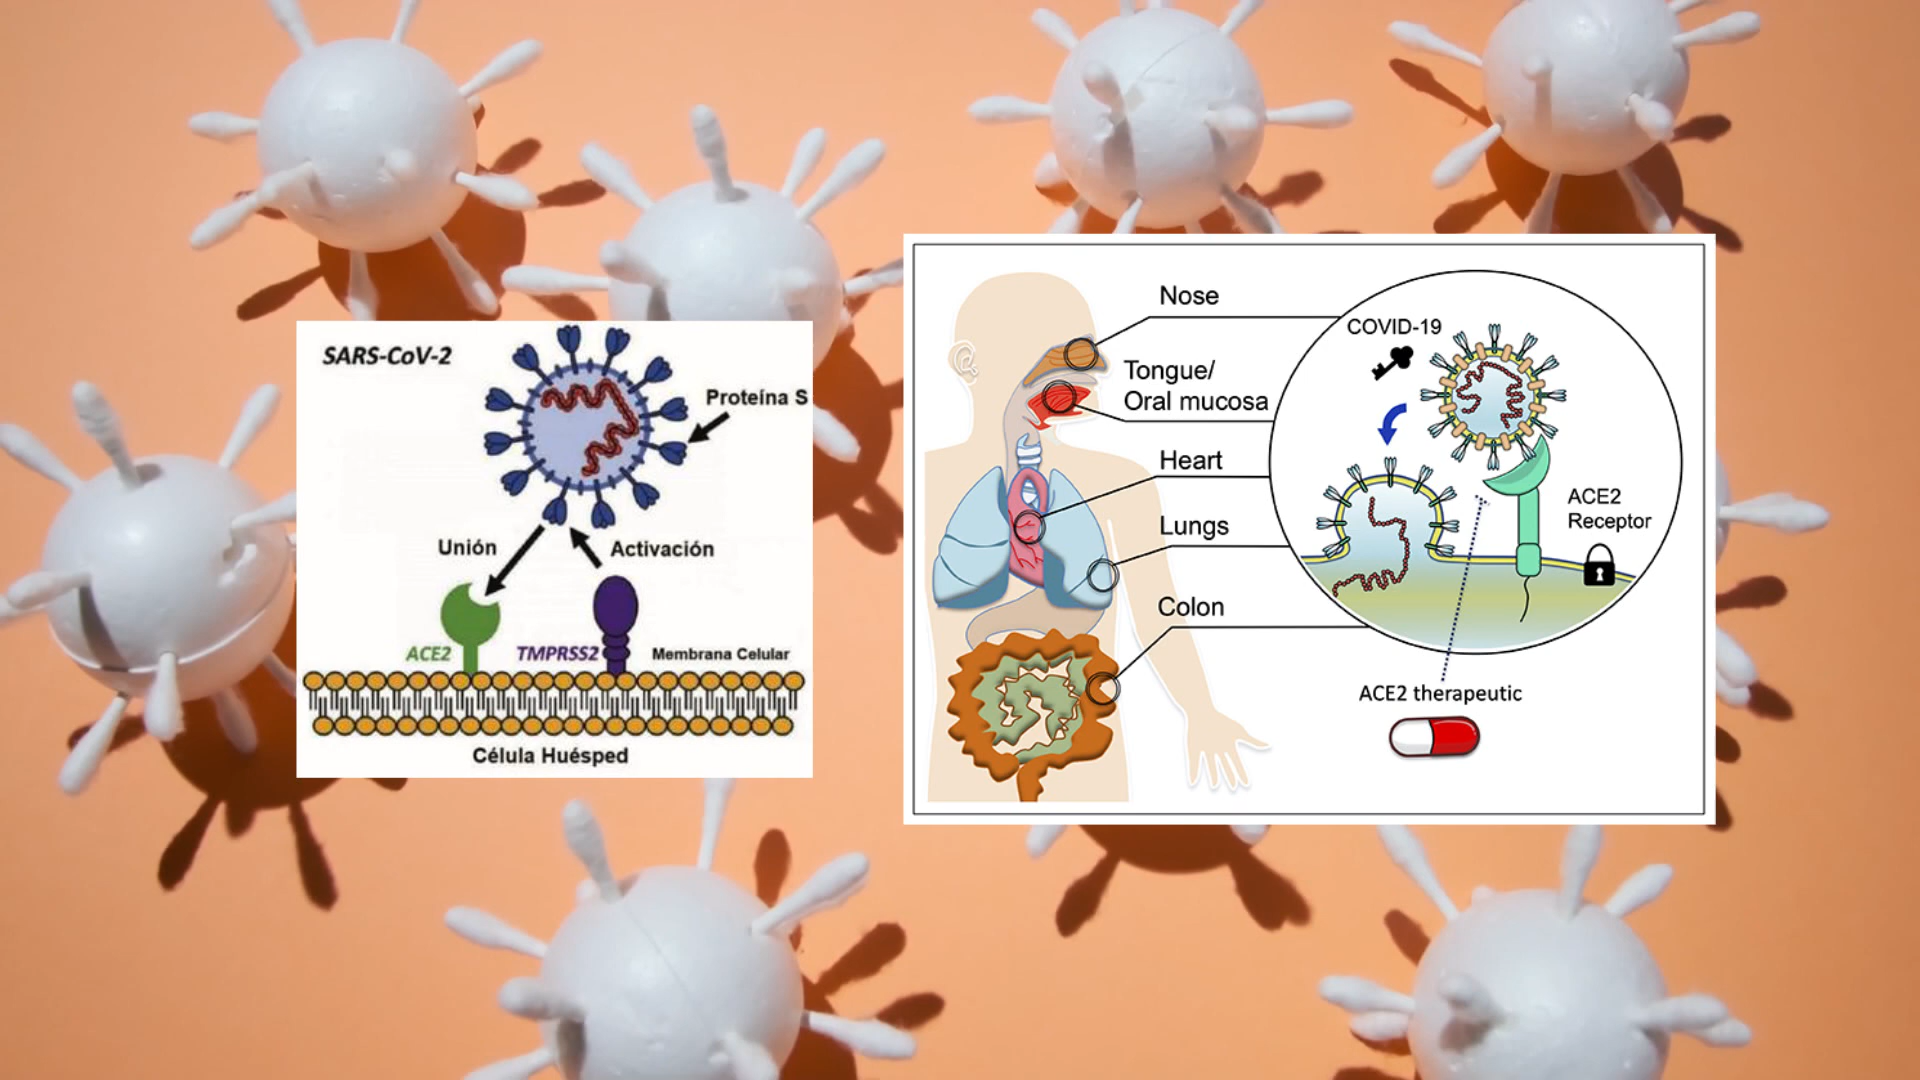 SARS-CoV-2
Proteína S
Unión
Activación
ACE2
TMPRSS2
Membrana Celular
Célula Huésped
Nose
Tongue/
Oral mucosa
Heart
Lungs
Colon
COVID-19
ACE2
Receptor
ACE2 therapeutic